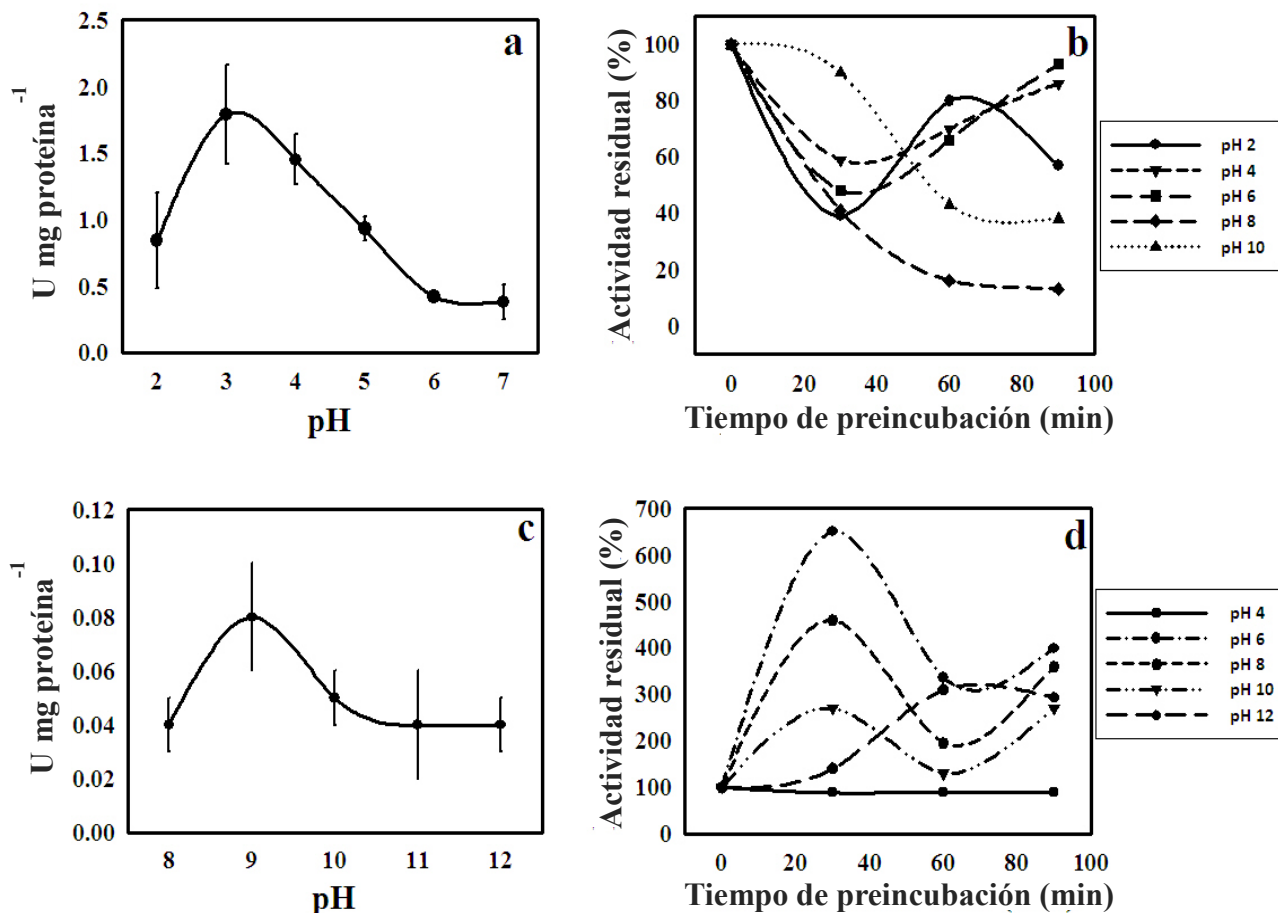 a
2.5
2.0
1.5
1.0
0.5
0.0
U mg proteína -1
2 3 4 5 6 7
pH
b
100
80
60
40
20
0
Actividad residual (%)
0 20 40 60 80 100
Tiempo de preincubación (min)
pH 2
pH 4
pH 6
pH 8
pH 10
c
0.12
0.10
0.08
0.06
0.04
0.02
0.00
U mg proteína -1
8 9 10 11 12
pH
d
700
600
500
400
300
200
100
0
Actividad residual (%)
0 20 40 60 80 100
Tiempo de preincubación (min)
pH 4
pH 6
pH 8
pH 10
pH 12